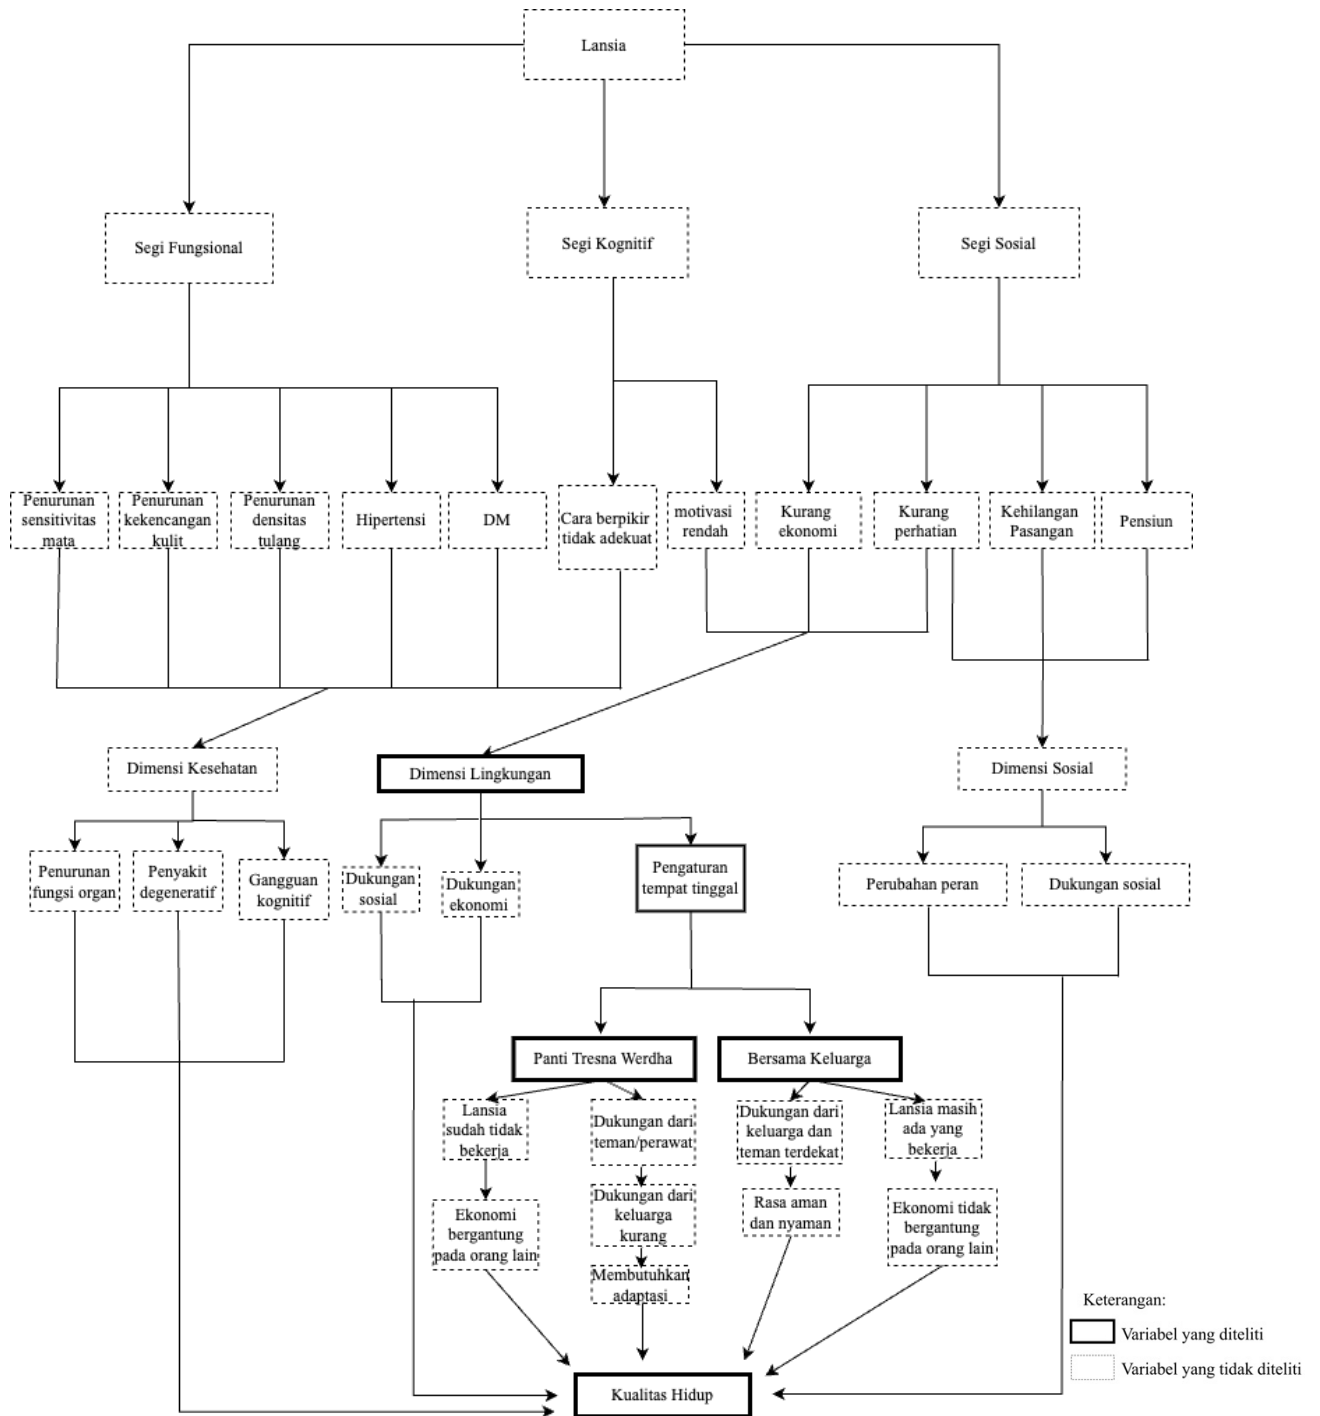 Lansia
Segi Fungsional
Segi Kognitif
Segi Sosial
Penurunan
sensitivitas
mata
Penurunan
kekencangan
kulit
Penurunan
densitas
tulang
Hipertensi
DM
Cara berpikir
tidak adekuat
motivasi
rendah
Kurang
ekonomi
Kurang
perhatian
Kehilangan
Pasangan
Pensiun
Dimensi Kesehatan
Dimensi Lingkungan
Dimensi Sosial
Penurunan
fungsi organ
Penyakit
degeneratif
Gangguan
kognitif
Dukungan
sosial
Dukungan
ekonomi
Pengaturan
tempat tinggal
Perubahan peran
Dukungan sosial
Panti Tresna Werdha
Bersama Keluarga
Lansia
sudah tidak
bekerja
Dukungan dari
teman/perawat
Dukungan dari
keluarga dan
teman terdekat
Lansia masih
ada yang
bekerja
Ekonomi
bergantung
pada orang lain
Dukungan dari
keluarga
kurang
Rasa aman
dan nyaman
Ekonomi tidak
bergantung
pada orang lain
Membutuhkan
adaptasi
Kualitas Hidup
Keterangan:
Variabel yang diteliti
Variabel yang tidak diteliti